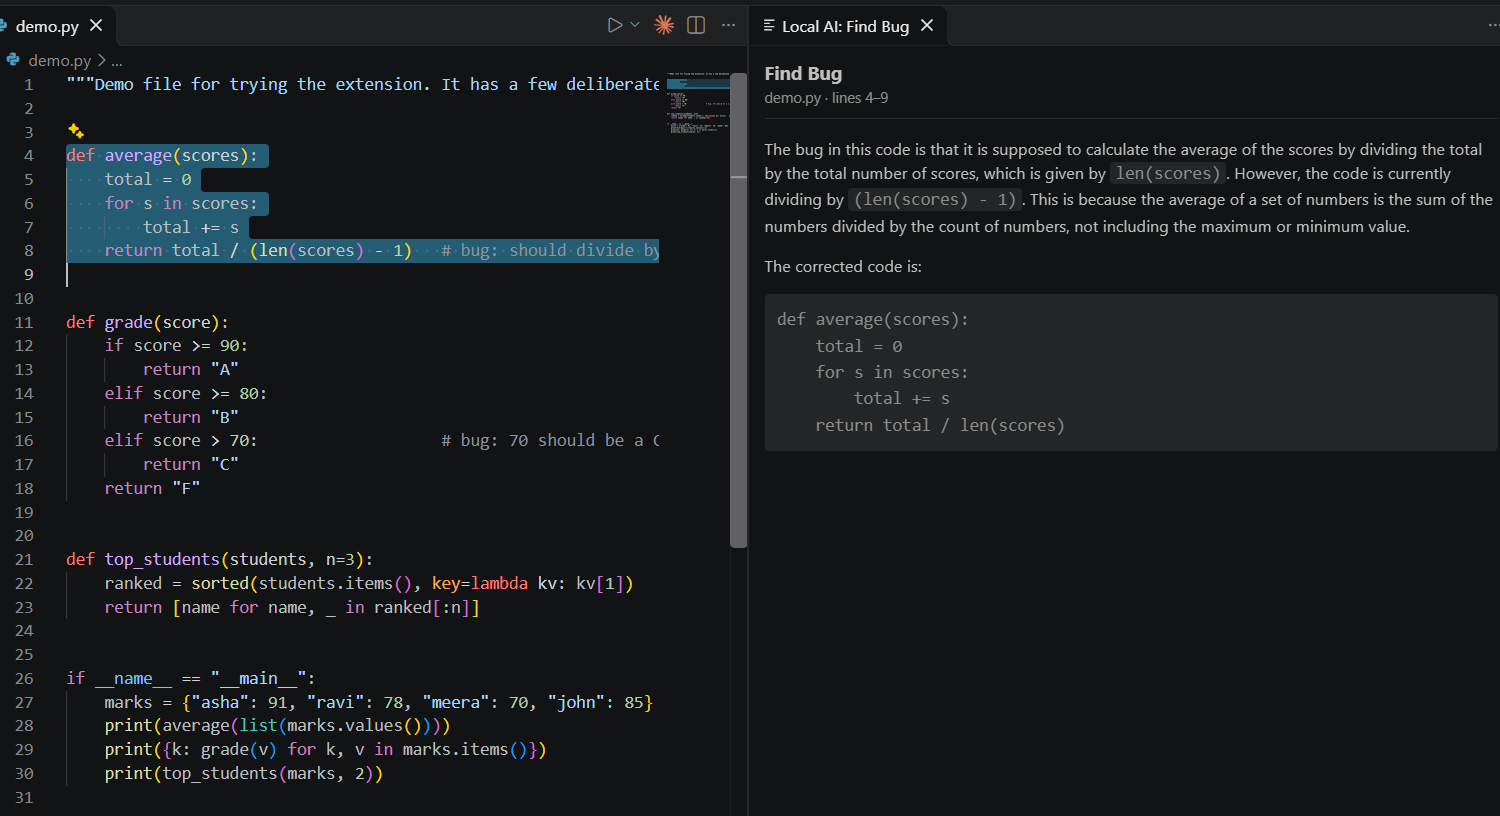 demo.py
demo.py > ...
1 """Demo file for trying the extension. It has a few deliberate
2
3
4 def average(scores):
5     total = 0
6     for s in scores:
7         total += s
8     return total / (len(scores) - 1)   # bug: should divide by
9
10
11 def grade(score):
12     if score >= 90:
13         return "A"
14     elif score >= 80:
15         return "B"
16     elif score > 70:                   # bug: 70 should be a C
17         return "C"
18     return "F"
19
20
21 def top_students(students, n=3):
22     ranked = sorted(students.items(), key=lambda kv: kv[1])
23     return [name for name, _ in ranked[:n]]
24
25
26 if __name__ == "__main__":
27     marks = {"asha": 91, "ravi": 78, "meera": 70, "john": 85}
28     print(average(list(marks.values())))
29     print({k: grade(v) for k, v in marks.items()})
30     print(top_students(marks, 2))
31
Local AI: Find Bug
Find Bug
demo.py · lines 4–9
The bug in this code is that it is supposed to calculate the average of the scores by dividing the total
by the total number of scores, which is given by len(scores). However, the code is currently
dividing by (len(scores) - 1). This is because the average of a set of numbers is the sum of the
numbers divided by the count of numbers, not including the maximum or minimum value.
The corrected code is:
def average(scores):
    total = 0
    for s in scores:
        total += s
    return total / len(scores)